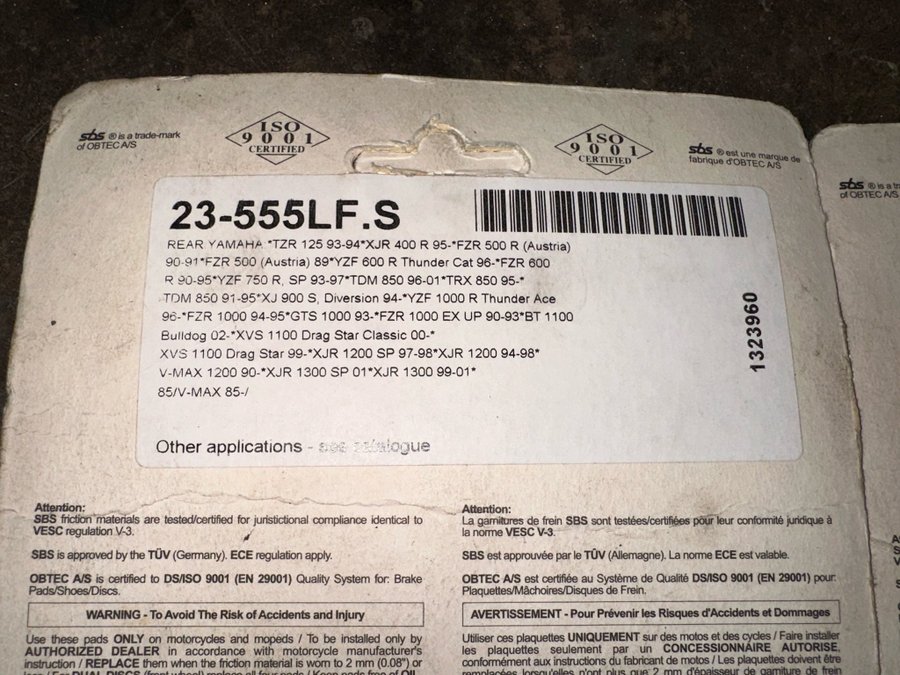 sbs ® is a trade-mark
of OBTEC A/S
ISO
9001
CERTIFIED
ISO
9001
CERTIFIED
sbs ® est une marque de
fabrique d'OBTEC A/S
sbs ® is a
of OBTEC A/S
23-555LF.S
REAR YAMAHA *TZR 125 93-94*XJR 400 R 95-*FZR 500 R (Austria)
90-91*FZR 500 (Austria) 89*YZF 600 R Thunder Cat 96-*FZR 600
R 90-95*YZF 750 R, SP 93-97*TDM 850 96-01*TRX 850 95-*
TDM 850 91-95*XJ 900 S, Diversion 94-*YZF 1000 R Thunder Ace
96-*FZR 1000 94-95*GTS 1000 93-*FZR 1000 EX UP 90-93*BT 1100
Bulldog 02-*XVS 1100 Drag Star Classic 00-*
XVS 1100 Drag Star 99-*XJR 1200 SP 97-98*XJR 1200 94-98*
V-MAX 1200 90-*XJR 1300 SP 01*XJR 1300 99-01*
85/V-MAX 85-/
1323960
Other applications - see catalogue
Attention:
SBS friction materials are tested/certified for juristictional compliance identical to
VESC regulation V-3.
SBS is approved by the TÜV (Germany). ECE regulation apply.
OBTEC A/S is certified to DS/ISO 9001 (EN 29001) Quality System for: Brake
Pads/Shoes/Discs.
WARNING - To Avoid The Risk of Accidents and Injury
Use these pads ONLY on motorcycles and mopeds / To be installed only by
AUTHORIZED DEALER in accordance with motorcycle manufacturer's
instruction / REPLACE them when the friction material is worn to 2 mm (0.08") or
Attention:
La garnitures de frein SBS sont testées/certifiées pour leur conformité juridique à
la norme VESC V-3.
SBS est approuvée par le TÜV (Allemagne). La norme ECE est valable.
OBTEC A/S est certifiée au Système de Qualité DS/ISO 9001 (EN 29001) pour:
Plaquettes/Mâchoires/Disques de Frein.
AVERTISSEMENT - Pour Prévenir les Risques d'Accidents et Dommages
Utiliser ces plaquettes UNIQUEMENT sur des motos et des cycles / Faire installer
les plaquettes seulement par un CONCESSIONNAIRE AUTORISE,
conformément aux instructions du fabricant de motos / Les plaquettes doivent être